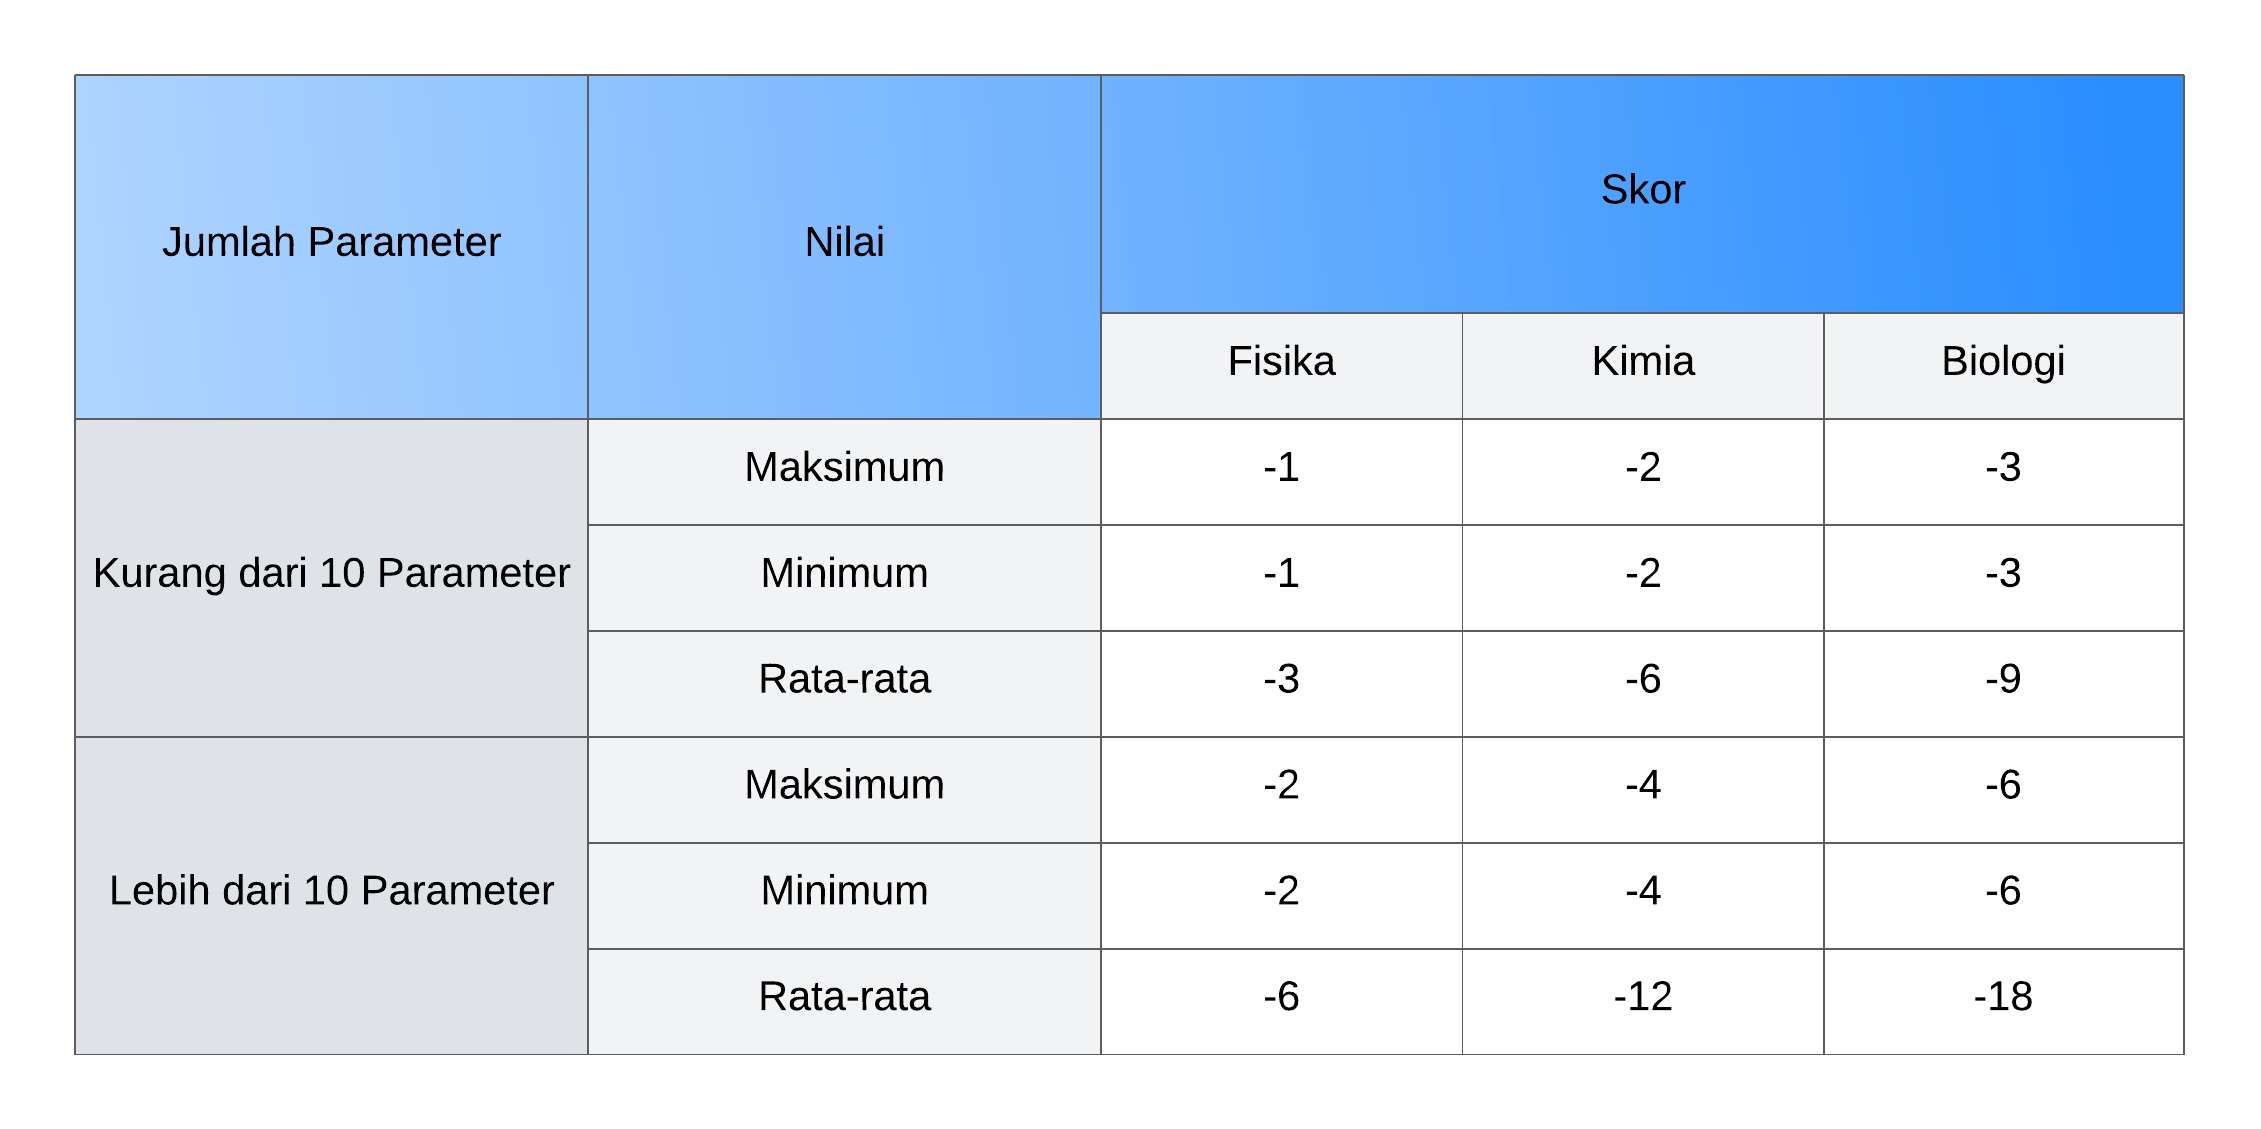 Jumlah Parameter
Nilai
Skor
Fisika
Kimia
Biologi
Kurang dari 10 Parameter
Maksimum
-1
-2
-3
Minimum
-1
-2
-3
Rata-rata
-3
-6
-9
Lebih dari 10 Parameter
Maksimum
-2
-4
-6
Minimum
-2
-4
-6
Rata-rata
-6
-12
-18